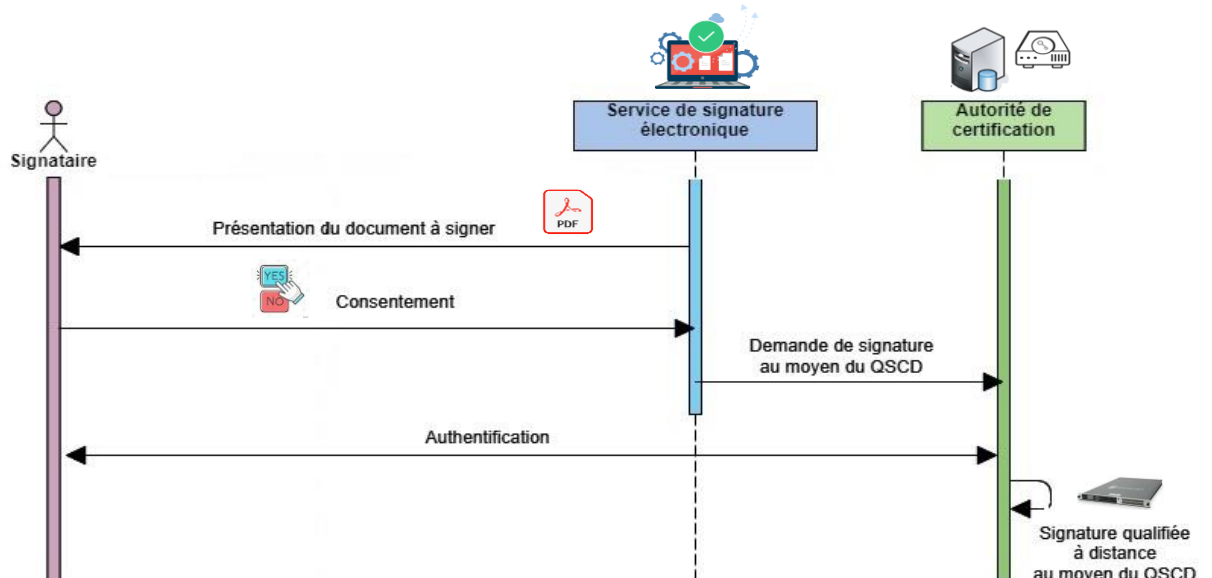 Service de signature
électronique
Autorité de
certification
Signataire
Présentation du document à signer
PDF
YES
NO
Consentement
Demande de signature
au moyen du QSCD
Authentification
Signature qualifiée
à distance
au moyen du QSCD